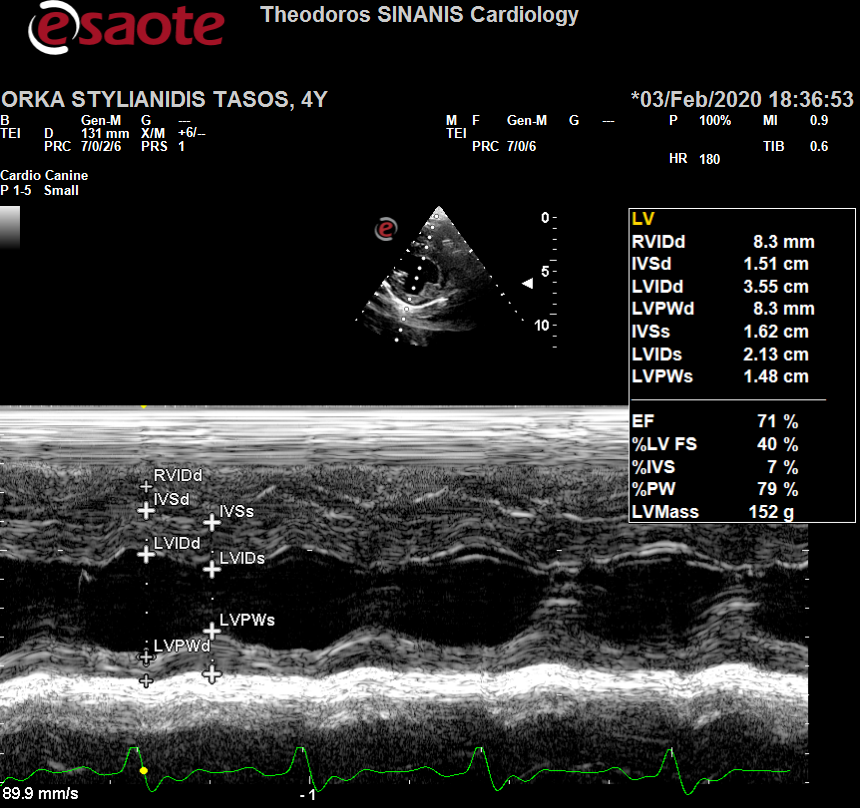 esaote
Theodoros SINANIS Cardiology
ORKA STYLIANIDIS TASOS, 4Y
*03/Feb/2020 18:36:53
B Gen-M G ---
TEI D 131 mm X/M +6/--
PRC 7/0/2/6 PRS 1
M F Gen-M G --- P 100% MI 0.9
TEI
PRC 7/0/6 TIB 0.6
HR 180
Cardio Canine
P 1-5 Small
e
0
5
10
LV
RVIDd 8.3 mm
IVSd 1.51 cm
LVIDd 3.55 cm
LVPWd 8.3 mm
IVSs 1.62 cm
LVIDs 2.13 cm
LVPWs 1.48 cm
EF 71 %
%LV FS 40 %
%IVS 7 %
%PW 79 %
LVMass 152 g
RVIDd
IVSd
IVSs
LVIDd
LVIDs
LVPWs
LVPWd
89.9 mm/s
-1